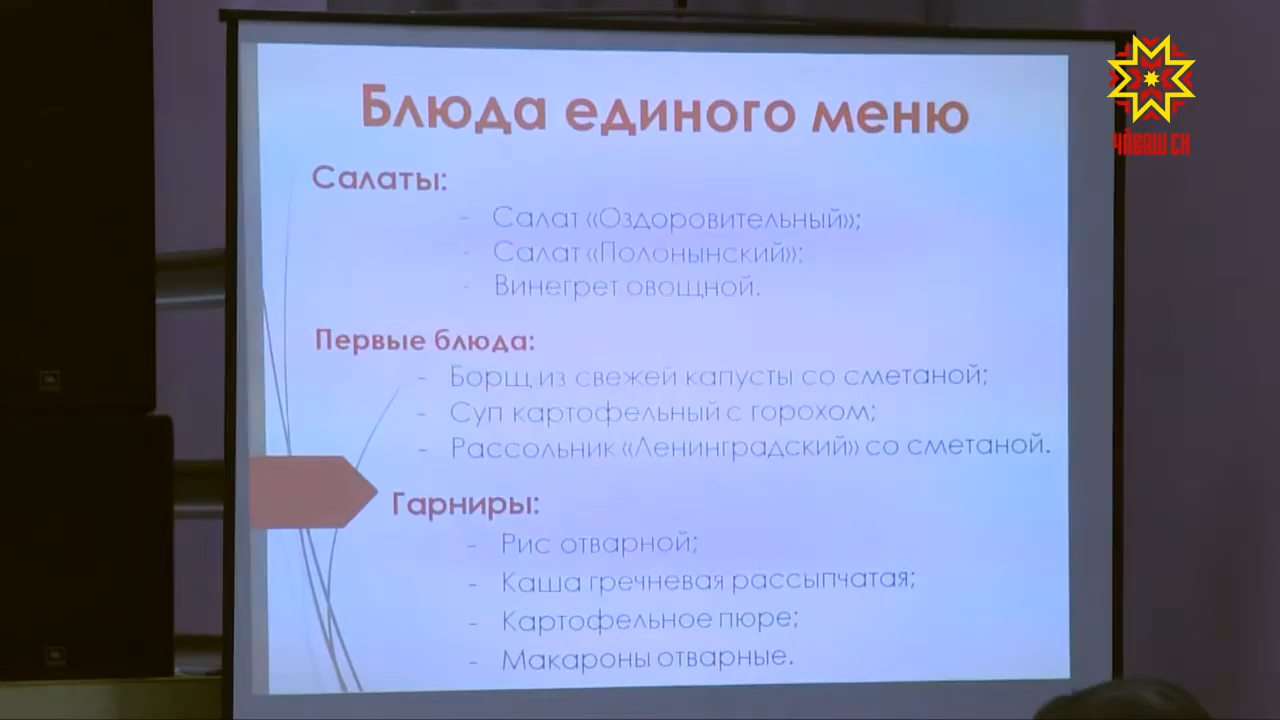 Блюда единого меню
ЧӐВАШ ЕН
Салаты:
- Салат «Оздоровительный»;
- Салат «Полонынский»;
- Винегрет овощной.
Первые блюда:
- Борщ из свежей капусты со сметаной;
- Суп картофельный с горохом;
- Рассольник «Ленинградский» со сметаной.
Гарниры:
- Рис отварной;
- Каша гречневая рассыпчатая;
- Картофельное пюре;
- Макароны отварные.